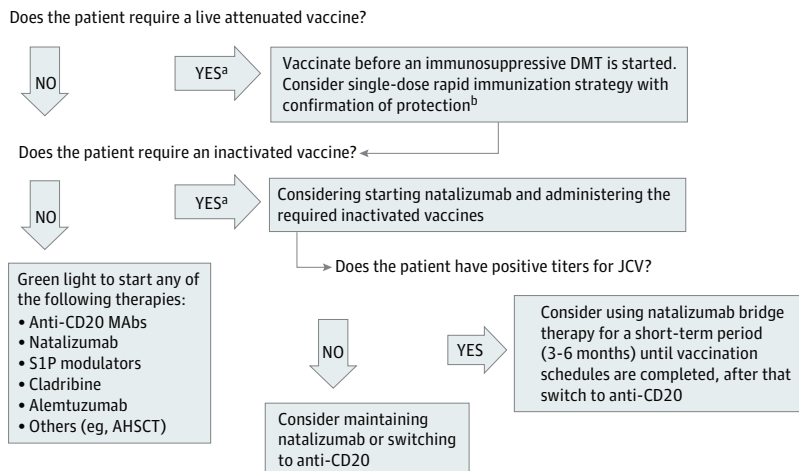 Does the patient require a live attenuated vaccine?
NO
YESa
Vaccinate before an immunosuppressive DMT is started.
Consider single-dose rapid immunization strategy with
confirmation of protectionb
Does the patient require an inactivated vaccine?
NO
YESa
Considering starting natalizumab and administering the
required inactivated vaccines
Green light to start any of
the following therapies:
• Anti-CD20 MAbs
• Natalizumab
• S1P modulators
• Cladribine
• Alemtuzumab
• Others (eg, AHSCT)
Does the patient have positive titers for JCV?
NO
YES
Consider using natalizumab bridge
therapy for a short-term period
(3-6 months) until vaccination
schedules are completed, after that
switch to anti-CD20
Consider maintaining
natalizumab or switching
to anti-CD20